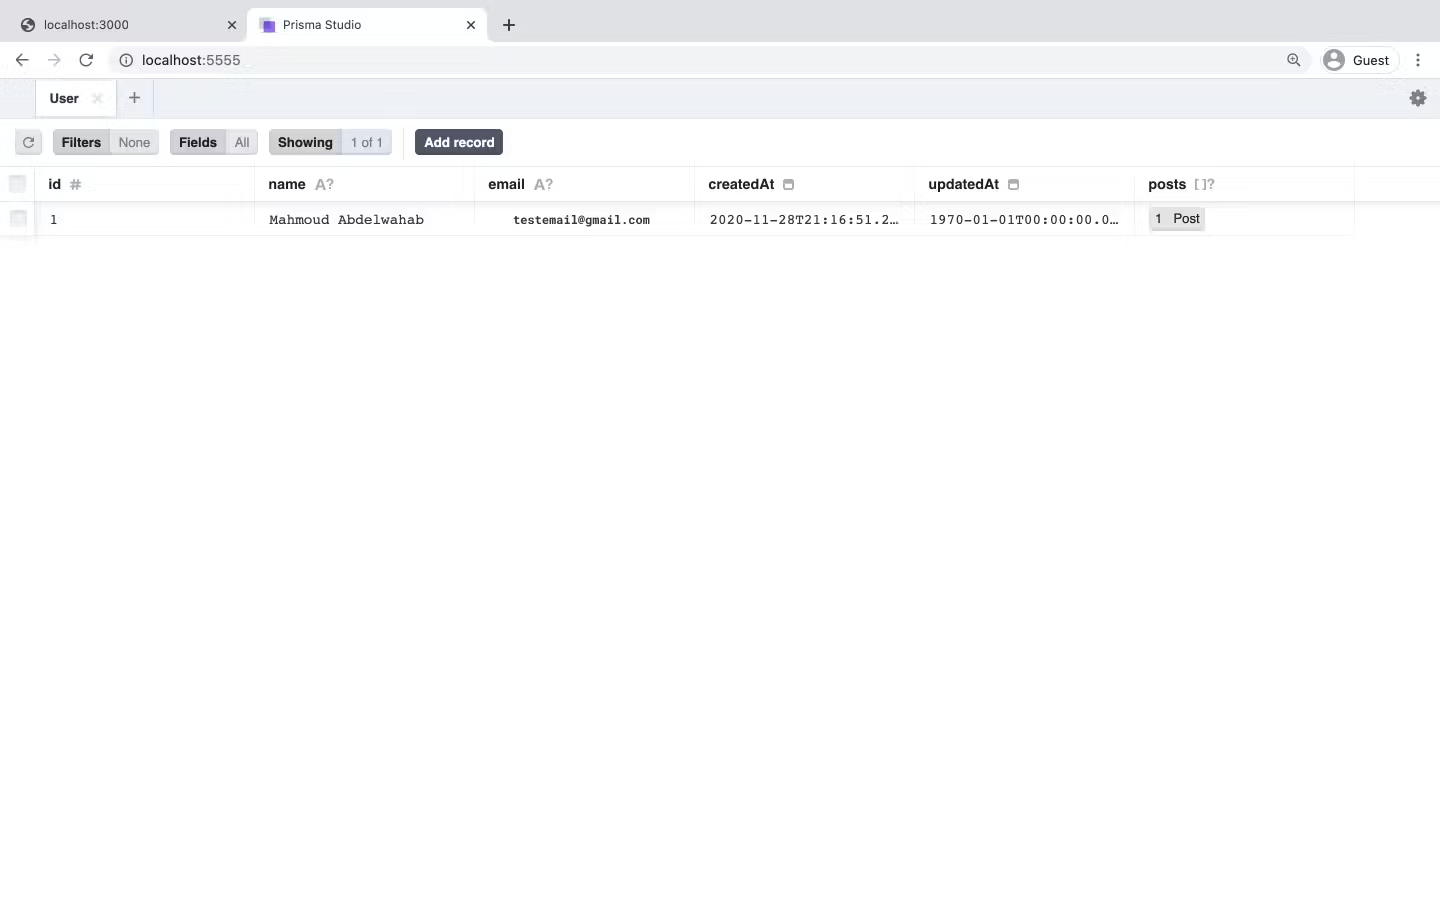 localhost:3000 Prisma Studio
localhost:5555 Guest
User
Filters None Fields All Showing 1 of 1 Add record
id # name A? email A? createdAt updatedAt posts []?
1 Mahmoud Abdelwahab testemail@gmail.com 2020-11-28T21:16:51.2… 1970-01-01T00:00:00.0… 1 Post